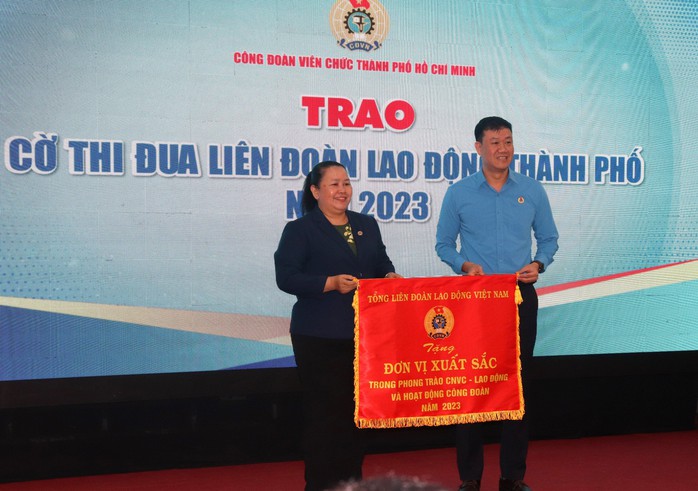 CĐVN
CÔNG ĐOÀN VIÊN CHỨC THÀNH PHỐ HỒ CHÍ MINH
TRAO
CỜ THI ĐUA LIÊN ĐOÀN LAO ĐỘNG THÀNH PHỐ
NĂM 2023
TỔNG LIÊN ĐOÀN LAO ĐỘNG VIỆT NAM
Tặng
ĐƠN VỊ XUẤT SẮC
TRONG PHONG TRÀO CNVC - LAO ĐỘNG
VÀ HOẠT ĐỘNG CÔNG ĐOÀN
NĂM 2023